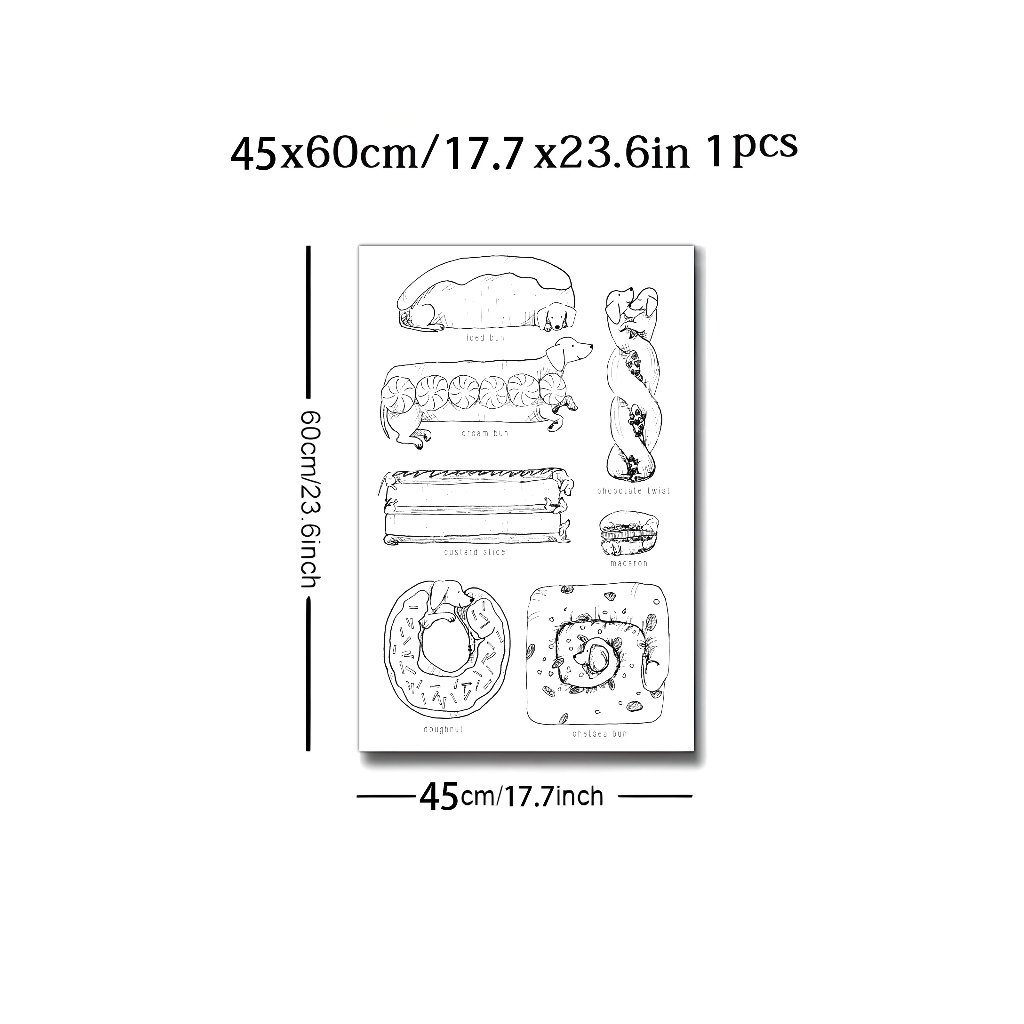 45x60cm/17.7 x23.6in 1pcs
60cm/23.6inch
iced bun
cream bun
chocolate twist
custard slice
macaron
doughnut
chelsea bun
45cm/17.7inch